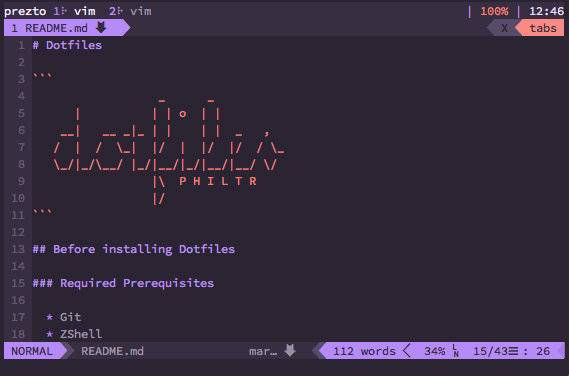 prezto 1 vim 2 vim | 100% | 12:46
1 README.md X tabs
1 # Dotfiles
2
3 ```
4                   _      _
5       |          | | o  | |
6     __|   __ _|_ | |    | |  _   ,
7    /  |  /  \_|  |/  |  |/  |/  / \_
8    \_/|_/\__/ |_/|__/|_/|__/|__/ \/
9                  |\  P H I L T R
10                 |/
11 ```
12
13 ## Before installing Dotfiles
14
15 ### Required Prerequisites
16
17   * Git
18   * ZShell
NORMAL README.md mar… 112 words 34% LN 15/43☰ : 26